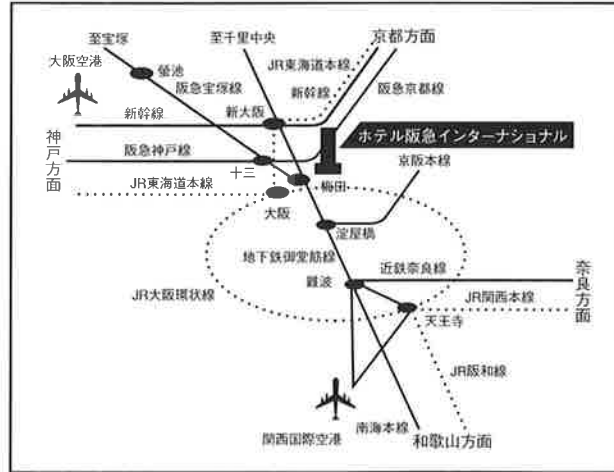 至宝塚
至千里中央
京都方面
大阪空港
螢池
JR東海道本線
阪急宝塚線
新幹線
阪急京都線
新幹線
新大阪
ホテル阪急インターナショナル
神戸方面
阪急神戸線
十三
京阪本線
JR東海道本線
梅田
大阪
淀屋橋
地下鉄御堂筋線
近鉄奈良線
難波
奈良方面
JR大阪環状線
JR関西本線
天王寺
JR阪和線
南海本線
関西国際空港
和歌山方面